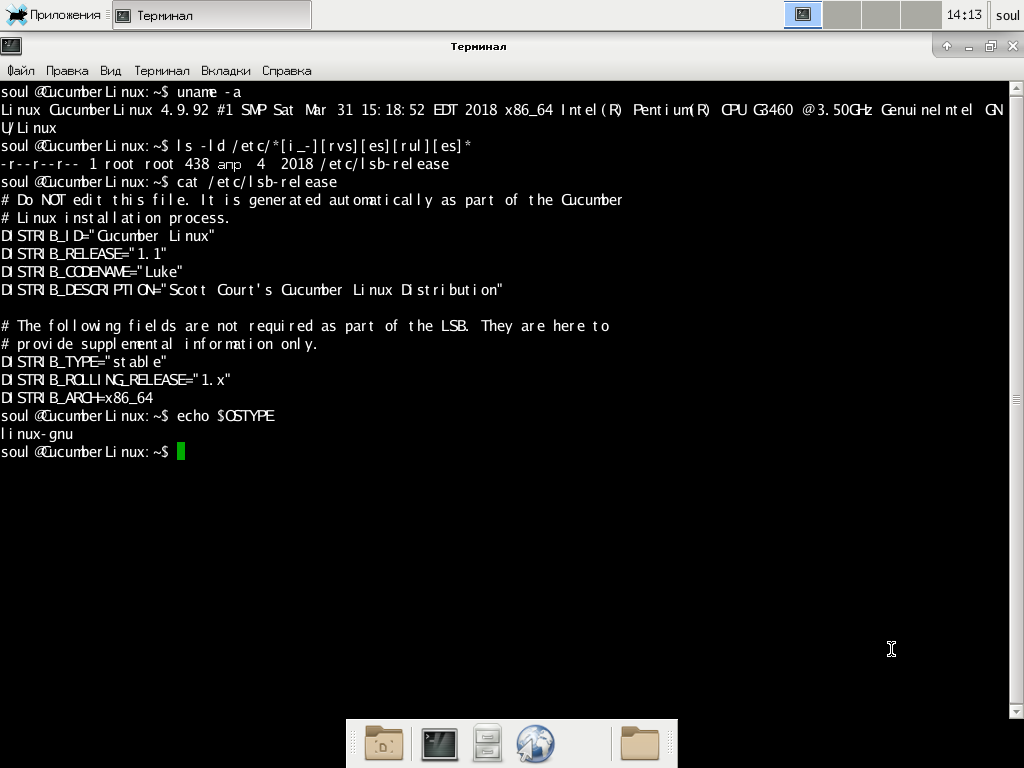 Приложения
Терминал
14:13
soul
Терминал
Файл Правка Вид Терминал Вкладки Справка
soul@CucumberLinux:~$ uname -a
Linux CucumberLinux 4.9.92 #1 SMP Sat Mar 31 15:18:52 EDT 2018 x86_64 Intel(R) Pentium(R) CPU G3460 @ 3.50GHz GenuineIntel GN
U/Linux
soul@CucumberLinux:~$ ls -ld /etc/*[i_-][rvs][es][rul][es]*
-r--r--r-- 1 root root 438 апр 4 2018 /etc/lsb-release
soul@CucumberLinux:~$ cat /etc/lsb-release
# Do NOT edit this file. It is generated automatically as part of the Cucumber
# Linux installation process.
DISTRIB_ID="Cucumber Linux"
DISTRIB_RELEASE="1.1"
DISTRIB_CODENAME="Luke"
DISTRIB_DESCRIPTION="Scott Court's Cucumber Linux Distribution"
# The following fields are not required as part of the LSB. They are here to
# provide supplemental information only.
DISTRIB_TYPE="stable"
DISTRIB_ROLLING_RELEASE="1.x"
DISTRIB_ARCH=x86_64
soul@CucumberLinux:~$ echo $OSTYPE
linux-gnu
soul@CucumberLinux:~$
D